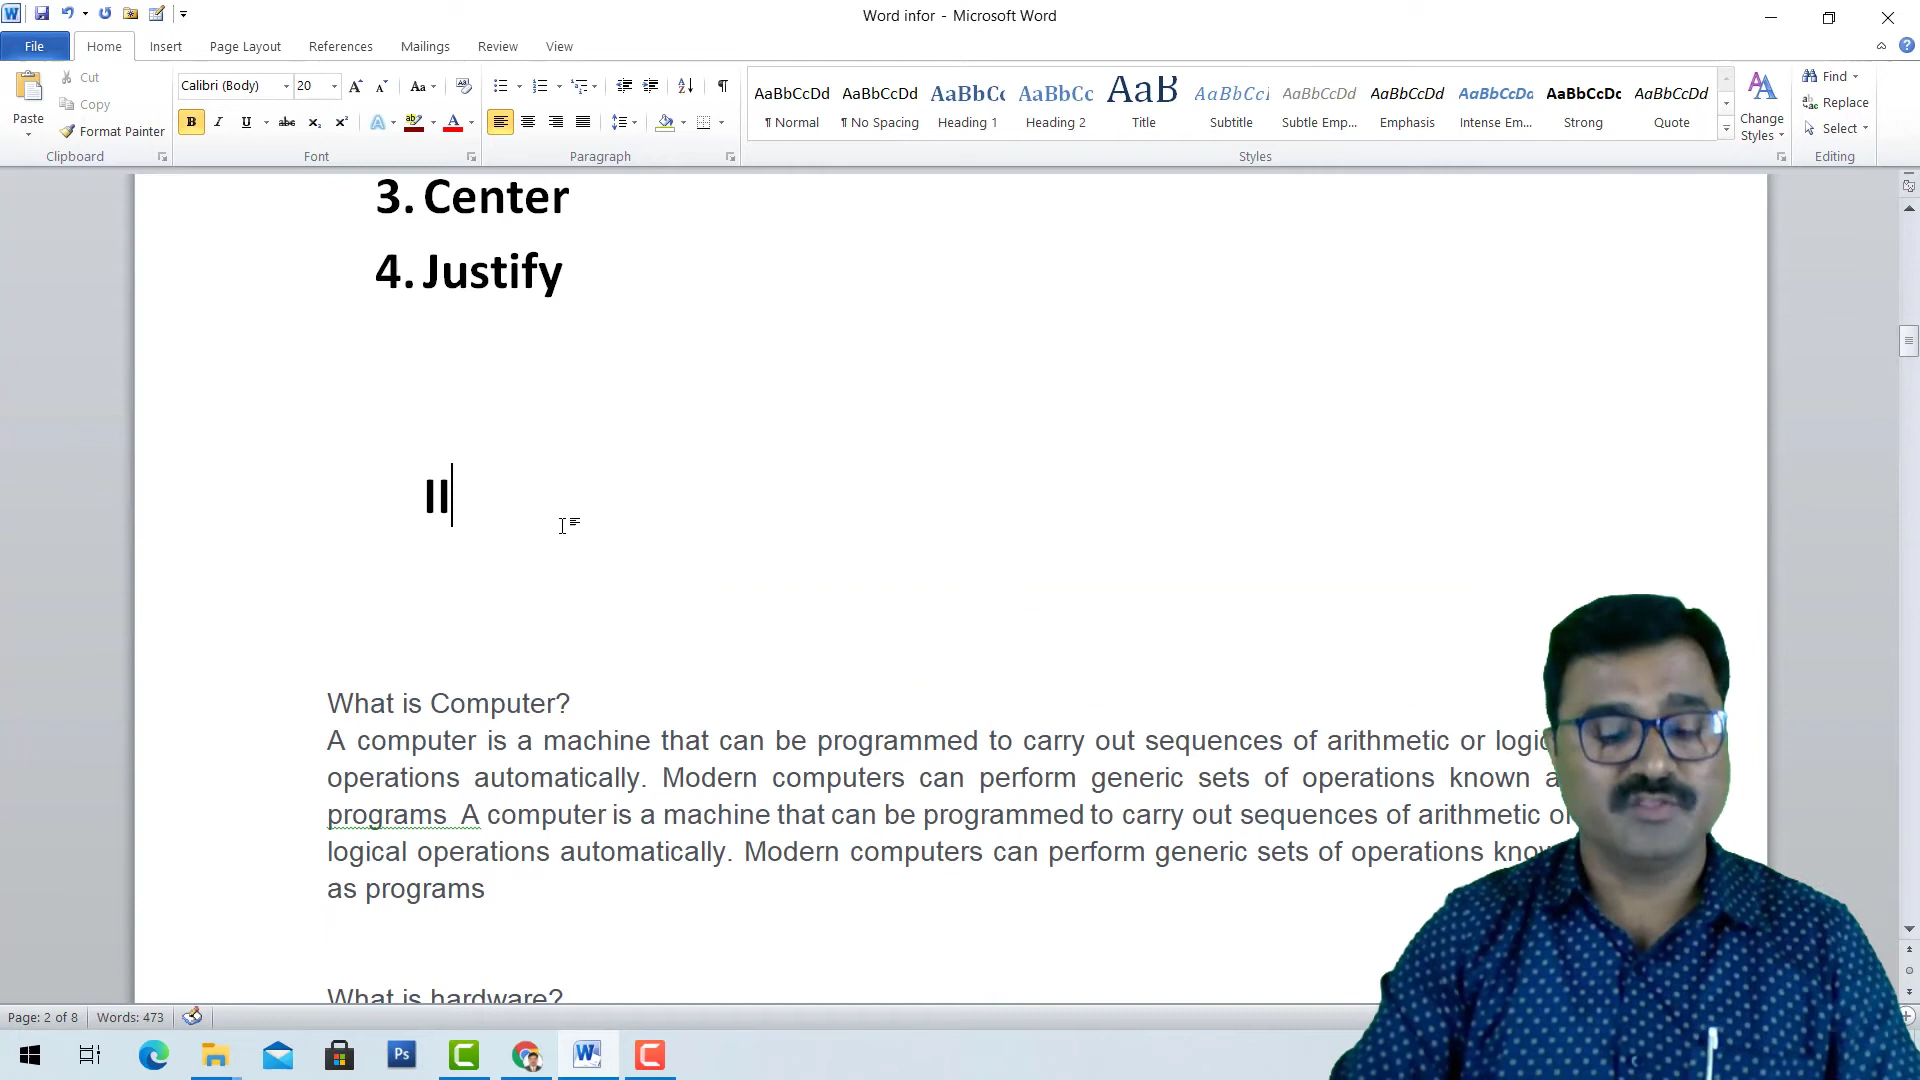 Word infor - Microsoft Word
File Home Insert Page Layout References Mailings Review View
Cut
Copy
Format Painter
Paste
Clipboard
Calibri (Body) 20
Font
Paragraph
AaBbCcDd AaBbCcDd AaBbCc AaBbCc AaB AaBbCcI AaBbCcDd AaBbCcDd AaBbCcDd AaBbCcDc AaBbCcDd
¶ Normal ¶ No Spacing Heading 1 Heading 2 Title Subtitle Subtle Emp... Emphasis Intense Em... Strong Quote
Styles
Change
Styles
Find
Replace
Select
Editing
3. Center
4. Justify
II
What is Computer?
A computer is a machine that can be programmed to carry out sequences of arithmetic or logic
operations automatically. Modern computers can perform generic sets of operations known a
programs A computer is a machine that can be programmed to carry out sequences of arithmetic o
logical operations automatically. Modern computers can perform generic sets of operations know
as programs
What is hardware?
Page: 2 of 8 Words: 473
Ps